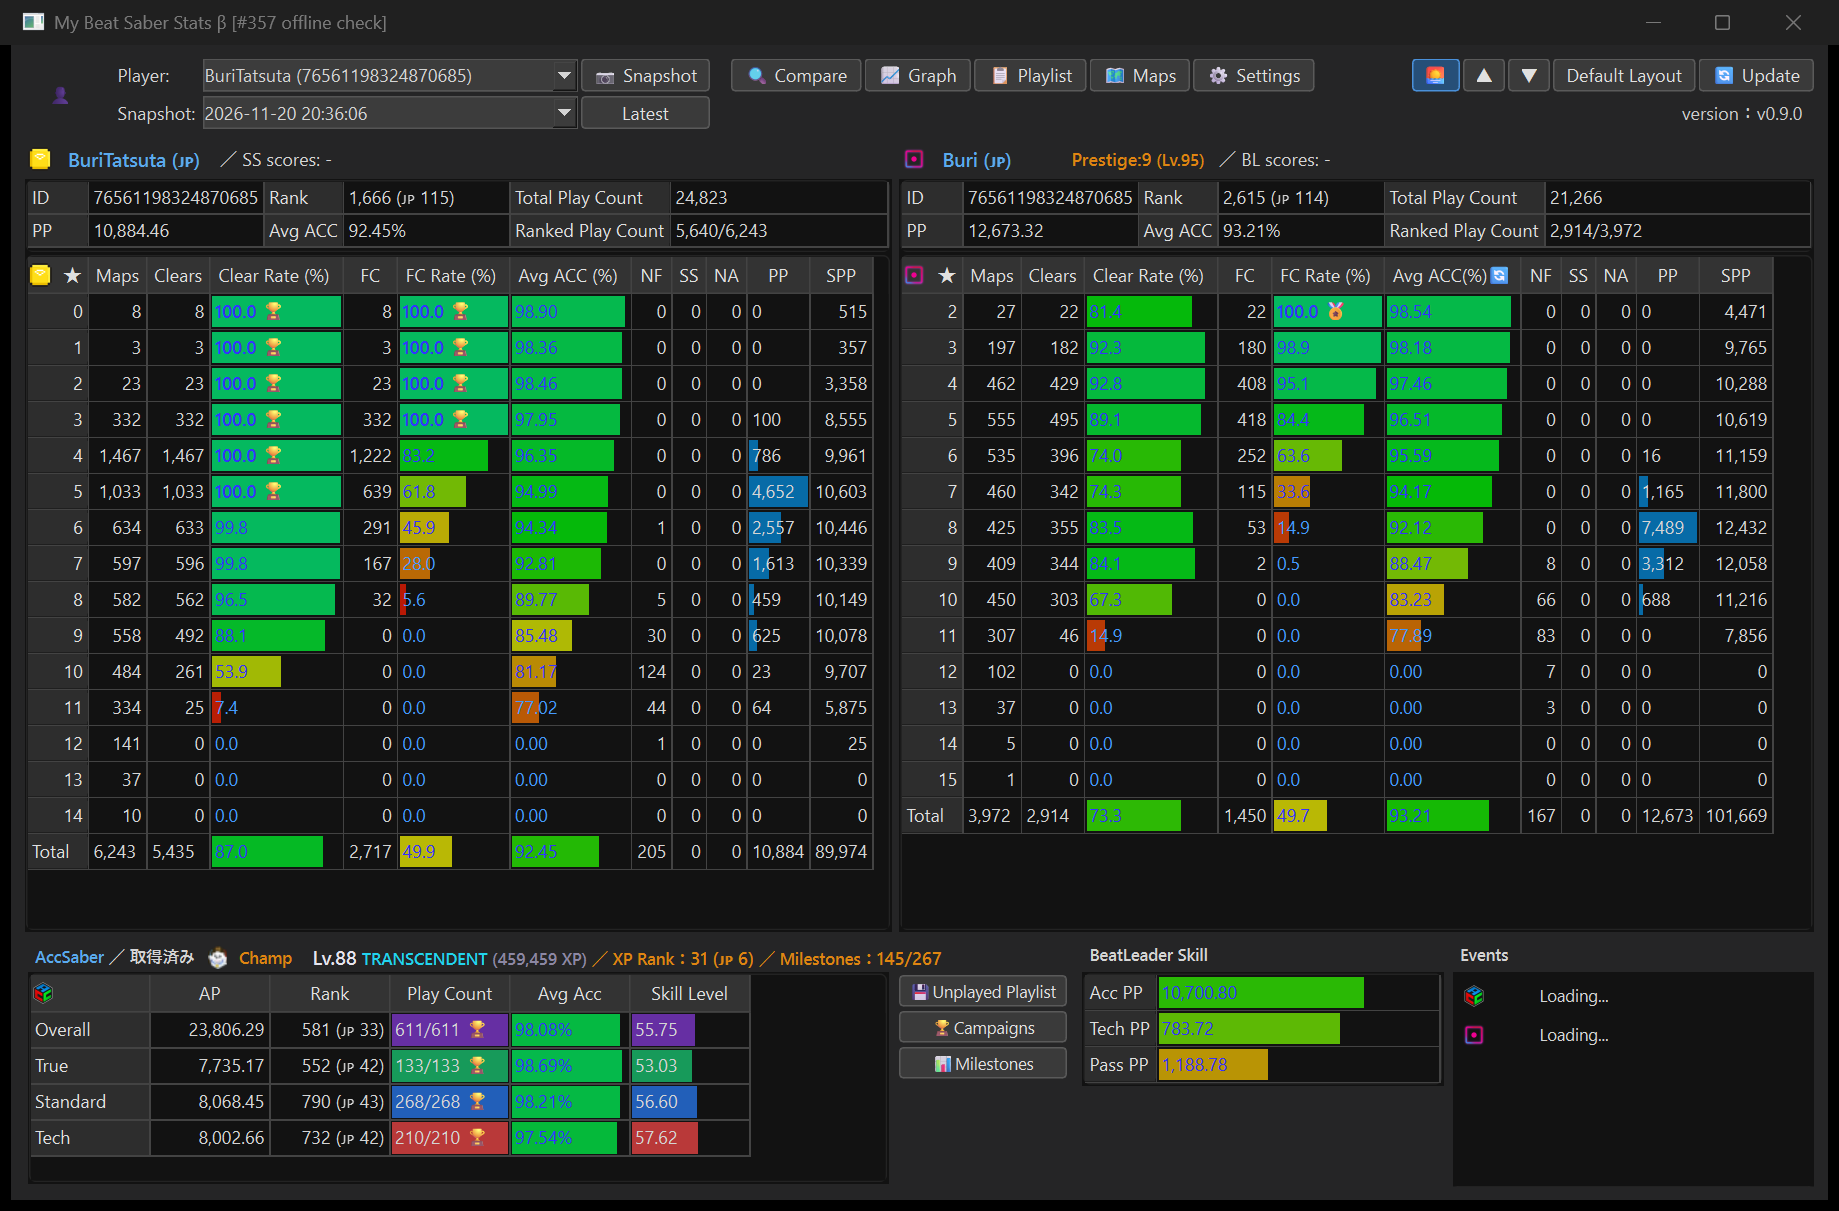 My Beat Saber Stats β [#357 offline check]
Player: BuriTatsuta (76561198324870685) Snapshot Compare Graph Playlist Maps Settings ▲ ▼ Default Layout Update
Snapshot: 2026-11-20 20:36:06 Latest version : v0.9.0
BuriTatsuta (JP) ／ SS scores: -
ID 76561198324870685 Rank 1,666 (JP 115) Total Play Count 24,823
PP 10,884.46 Avg ACC 92.45% Ranked Play Count 5,640/6,243
★ Maps Clears Clear Rate (%) FC FC Rate (%) Avg ACC (%) NF SS NA PP SPP
0 8 8 100.0 8 100.0 98.90 0 0 0 0 515
1 3 3 100.0 3 100.0 98.36 0 0 0 0 357
2 23 23 100.0 23 100.0 98.46 0 0 0 0 3,358
3 332 332 100.0 332 100.0 97.95 0 0 0 100 8,555
4 1,467 1,467 100.0 1,222 83.2 96.35 0 0 0 786 9,961
5 1,033 1,033 100.0 639 61.8 94.99 0 0 0 4,652 10,603
6 634 633 99.8 291 45.9 94.34 1 0 0 2,557 10,446
7 597 596 99.8 167 28.0 92.81 0 0 0 1,613 10,339
8 582 562 96.5 32 5.6 89.77 5 0 0 459 10,149
9 558 492 88.1 0 0.0 85.48 30 0 0 625 10,078
10 484 261 53.9 0 0.0 81.17 124 0 0 23 9,707
11 334 25 7.4 0 0.0 77.02 44 0 0 64 5,875
12 141 0 0.0 0 0.0 0.00 1 0 0 0 25
13 37 0 0.0 0 0.0 0.00 0 0 0 0 0
14 10 0 0.0 0 0.0 0.00 0 0 0 0 0
Total 6,243 5,435 87.0 2,717 49.9 92.45 205 0 0 10,884 89,974
Buri (JP) Prestige:9 (Lv.95) ／ BL scores: -
ID 76561198324870685 Rank 2,615 (JP 114) Total Play Count 21,266
PP 12,673.32 Avg ACC 93.21% Ranked Play Count 2,914/3,972
★ Maps Clears Clear Rate (%) FC FC Rate (%) Avg ACC(%) NF SS NA PP SPP
2 27 22 81.4 22 100.0 98.54 0 0 0 0 4,471
3 197 182 92.3 180 98.9 98.18 0 0 0 0 9,765
4 462 429 92.8 408 95.1 97.46 0 0 0 0 10,288
5 555 495 89.1 418 84.4 96.51 0 0 0 0 10,619
6 535 396 74.0 252 63.6 95.59 0 0 0 16 11,159
7 460 342 74.3 115 33.6 94.17 0 0 0 1,165 11,800
8 425 355 83.5 53 14.9 92.12 0 0 0 7,489 12,432
9 409 344 84.1 2 0.5 88.47 8 0 0 3,312 12,058
10 450 303 67.3 0 0.0 83.23 66 0 0 688 11,216
11 307 46 14.9 0 0.0 77.89 83 0 0 0 7,856
12 102 0 0.0 0 0.0 0.00 7 0 0 0 0
13 37 0 0.0 0 0.0 0.00 3 0 0 0 0
14 5 0 0.0 0 0.0 0.00 0 0 0 0 0
15 1 0 0.0 0 0.0 0.00 0 0 0 0 0
Total 3,972 2,914 73.3 1,450 49.7 93.21 167 0 0 12,673 101,669
AccSaber ／ 取得済み Champ Lv.88 TRANSCENDENT (459,459 XP) ／ XP Rank : 31 (JP 6) ／ Milestones : 145/267
AP Rank Play Count Avg Acc Skill Level
Overall 23,806.29 581 (JP 33) 611/611 98.08% 55.75
True 7,735.17 552 (JP 42) 133/133 98.69% 53.03
Standard 8,068.45 790 (JP 43) 268/268 98.21% 56.60
Tech 8,002.66 732 (JP 42) 210/210 97.54% 57.62
Unplayed Playlist
Campaigns
Milestones
BeatLeader Skill
Acc PP 10,700.80
Tech PP 783.72
Pass PP 1,188.78
Events
Loading...
Loading...